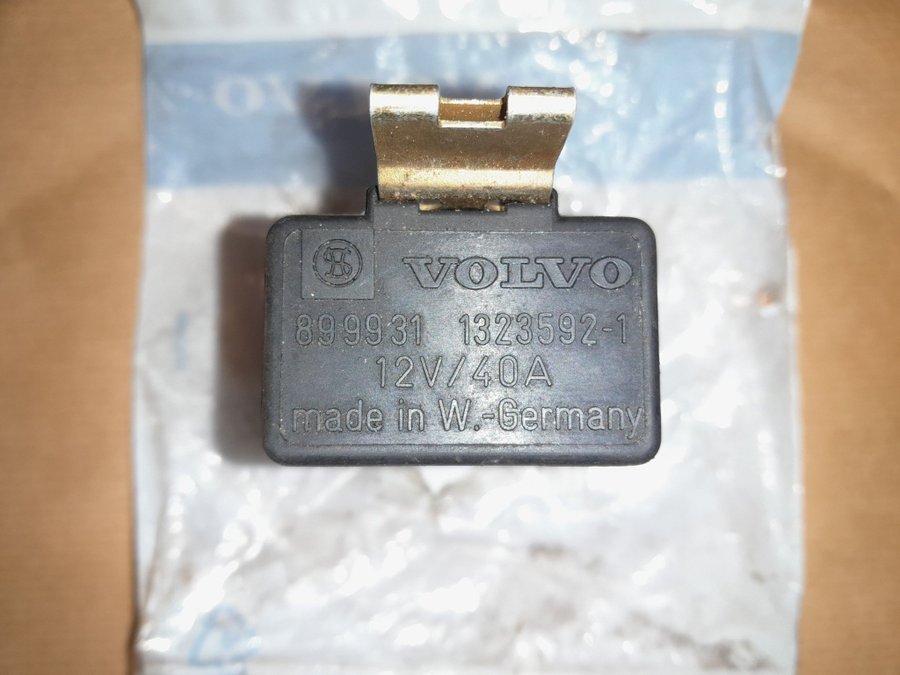 VOLVO
899931 1323592-1
12V/40A
made in W.-Germany